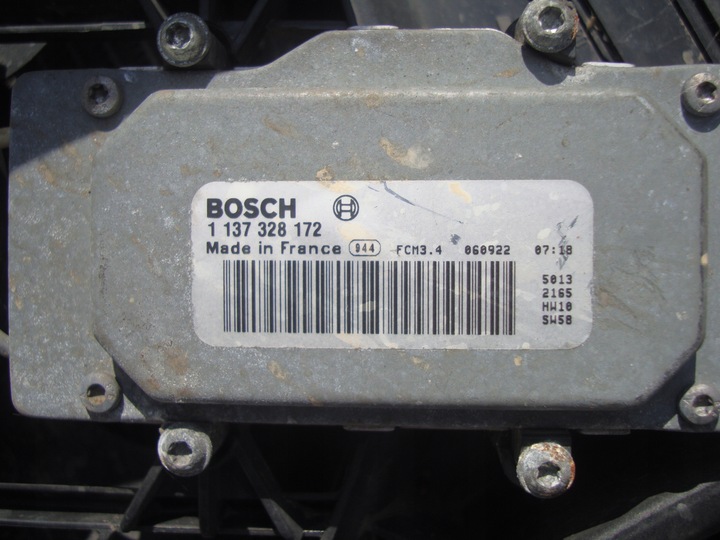 BOSCH
1 137 328 172
Made in France 944 FCM3.4 060922 07:18
5013
2165
HW10
SW58